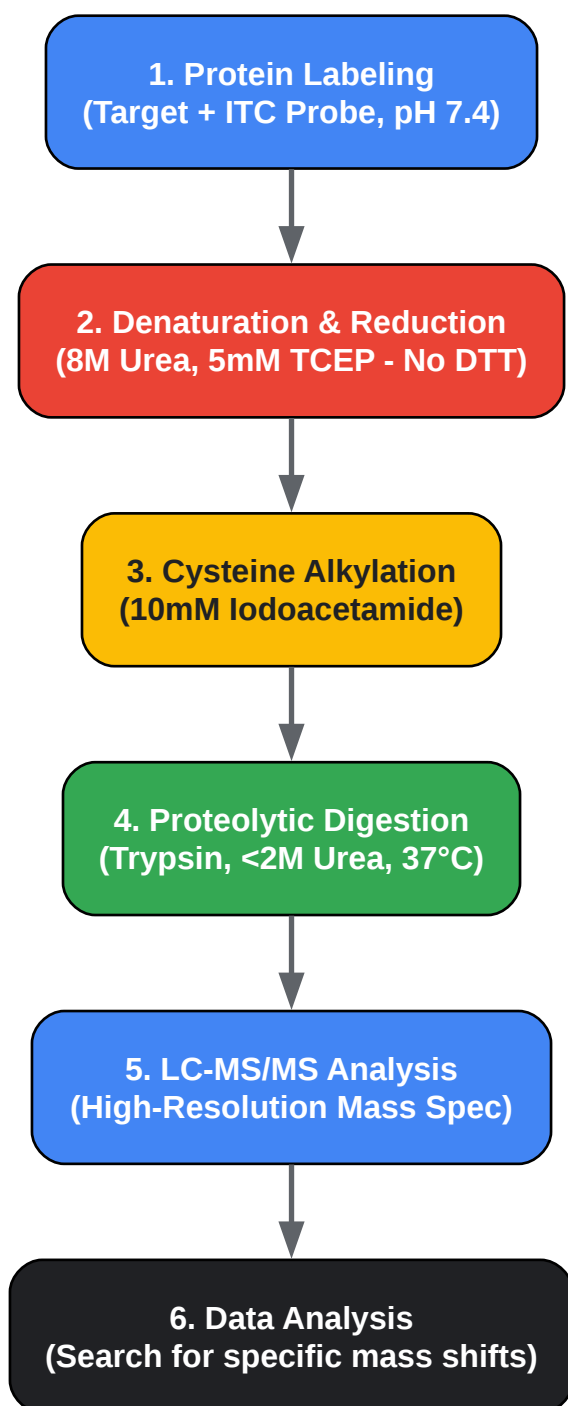 1. Protein Labeling
(Target + ITC Probe, pH 7.4)
2. Denaturation & Reduction
(8M Urea, 5mM TCEP - No DTT)
3. Cysteine Alkylation
(10mM Iodoacetamide)
4. Proteolytic Digestion
(Trypsin, <2M Urea, 37°C)
5. LC-MS/MS Analysis
(High-Resolution Mass Spec)
6. Data Analysis
(Search for specific mass shifts)